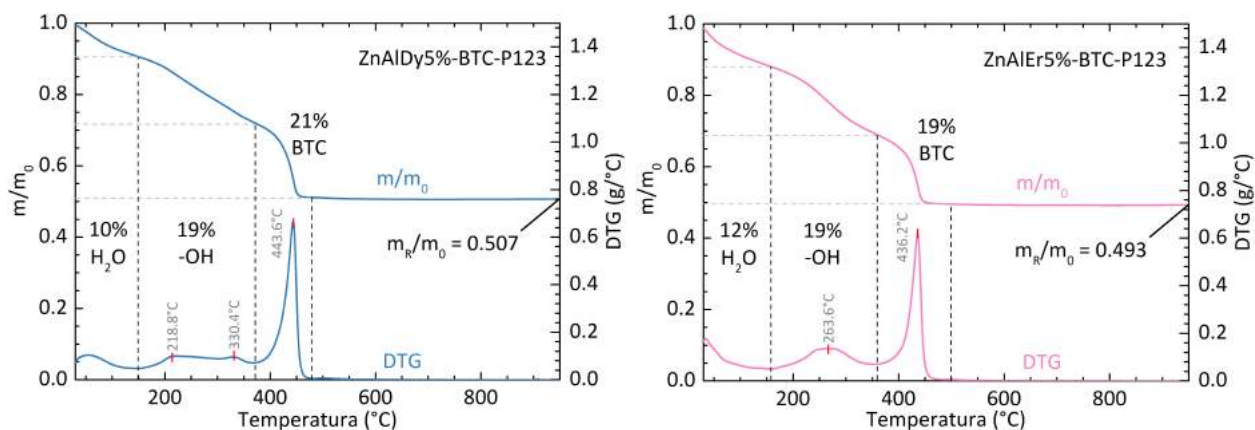 ZnAlDy5%-BTC-P123
21%
BTC
m/m0
10%
H2O
19%
-OH
443.6°C
mR/m0 = 0.507
218.8°C
330.4°C
DTG
1.0
0.8
0.6
0.4
0.2
0.0
m/m0
1.4
1.2
1.0
0.8
0.6
0.4
0.2
0.0
DTG (g/°C)
200 400 600 800
Temperatura (°C)
ZnAlEr5%-BTC-P123
19%
BTC
m/m0
12%
H2O
19%
-OH
436.2°C
mR/m0 = 0.493
263.6°C
DTG
1.0
0.8
0.6
0.4
0.2
0.0
m/m0
1.4
1.2
1.0
0.8
0.6
0.4
0.2
0.0
DTG (g/°C)
200 400 600 800
Temperatura (°C)